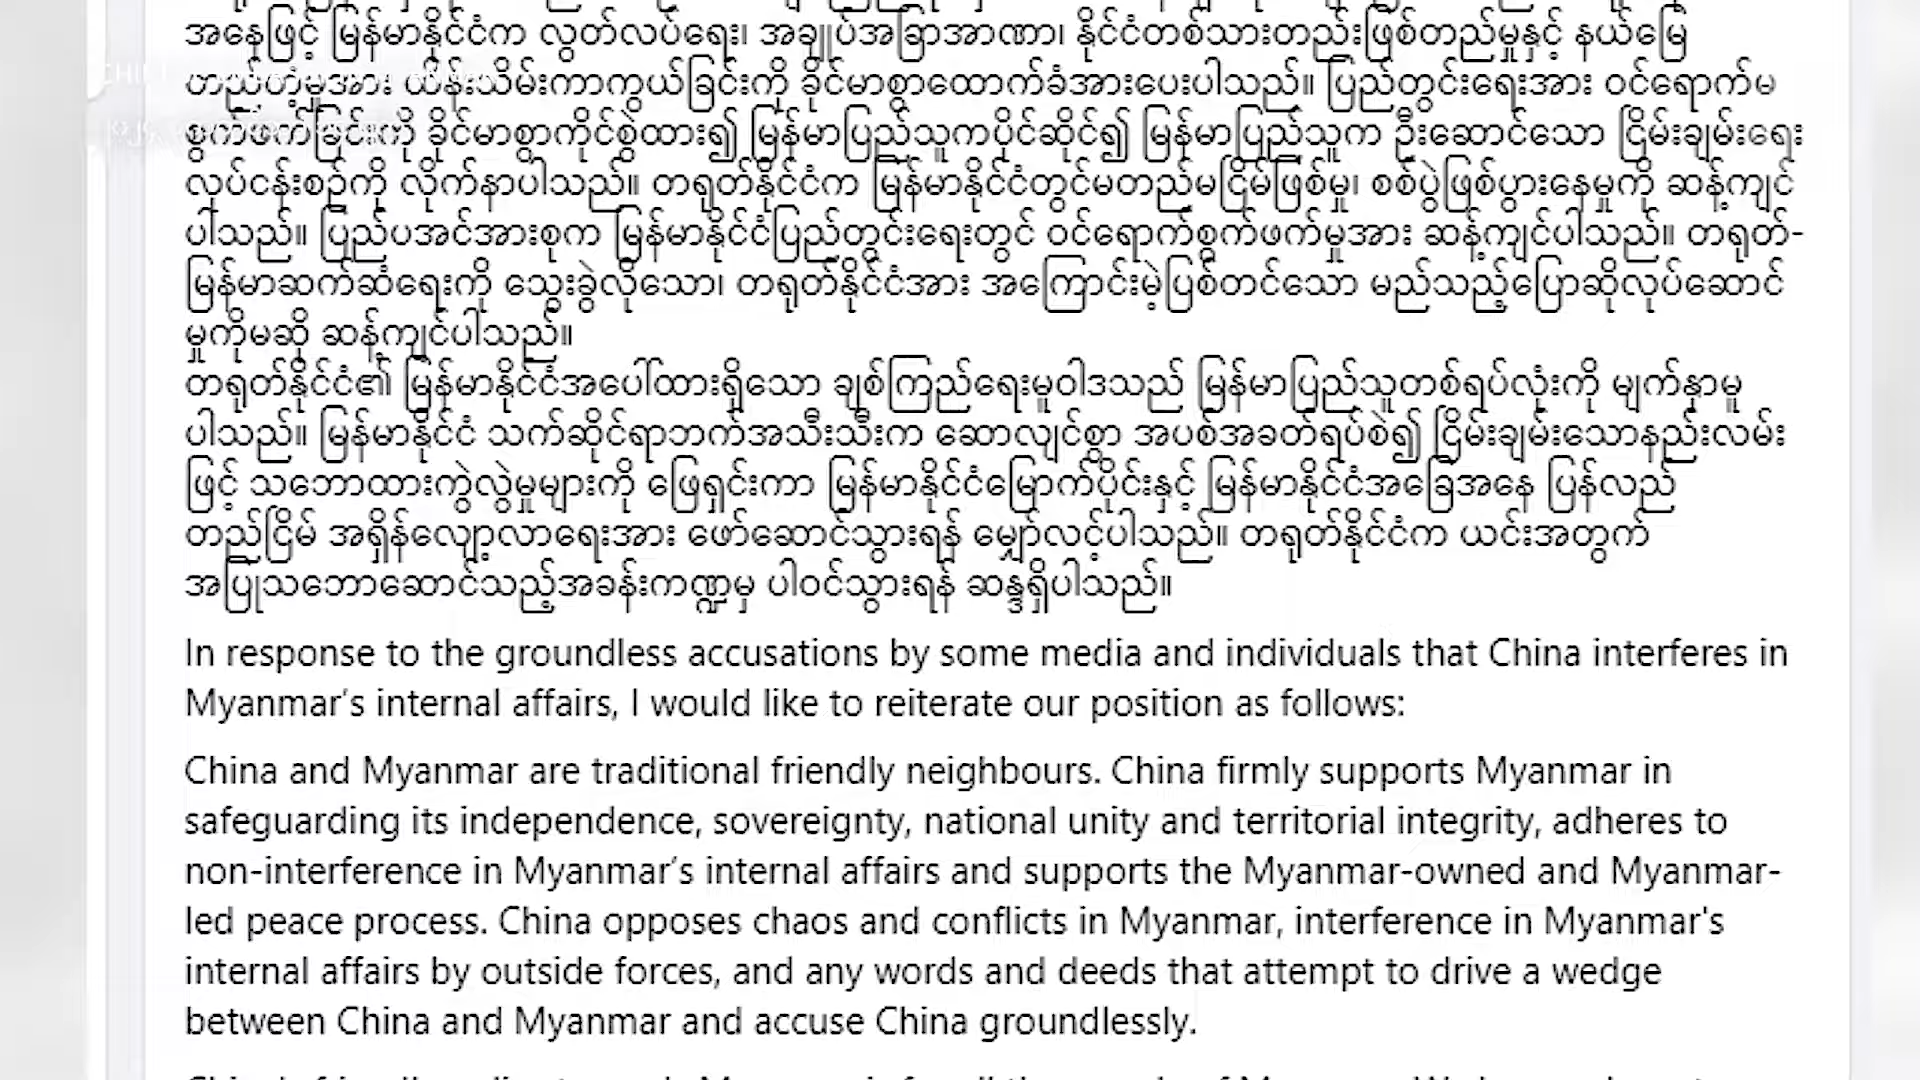 အနေဖြင့် မြန်မာနိုင်ငံက လွတ်လပ်ရေး၊ အချုပ်အခြာအာဏာ၊ နိုင်ငံတစ်သားတည်းဖြစ်တည်မှုနှင့် နယ်မြေ
တည်တံ့မှုအား ယိန်းသိမ်းကာကွယ်ခြင်းကို ခိုင်မာစွာထောက်ခံအားပေးပါသည်။ ပြည်တွင်းရေးအား ဝင်ရောက်မ
စွက်ဖက်ခြင်းကို ခိုင်မာစွာကိုင်စွဲထား၍ မြန်မာပြည်သူကပိုင်ဆိုင်၍ မြန်မာပြည်သူက ဦးဆောင်သော ငြိမ်းချမ်းရေး
လုပ်ငန်းစဉ်ကို လိုက်နာပါသည်။ တရုတ်နိုင်ငံက မြန်မာနိုင်ငံတွင်မတည်မငြိမ်ဖြစ်မှု၊ စစ်ပွဲဖြစ်ပွားနေမှုကို ဆန့်ကျင်
ပါသည်။ ပြည်ပအင်အားစုက မြန်မာနိုင်ငံပြည်တွင်းရေးတွင် ဝင်ရောက်စွက်ဖက်မှုအား ဆန့်ကျင်ပါသည်။ တရုတ်-
မြန်မာဆက်ဆံရေးကို သွေးခွဲလိုသော၊ တရုတ်နိုင်ငံအား အကြောင်းမဲ့ပြစ်တင်သော မည်သည့်ပြောဆိုလုပ်ဆောင်
မှုကိုမဆို ဆန့်ကျင်ပါသည်။
တရုတ်နိုင်ငံ၏ မြန်မာနိုင်ငံအပေါ်ထားရှိသော ချစ်ကြည်ရေးမူဝါဒသည် မြန်မာပြည်သူတစ်ရပ်လုံးကို မျက်နှာမူ
ပါသည်။ မြန်မာနိုင်ငံ သက်ဆိုင်ရာဘက်အသီးသီးက ဆောလျင်စွာ အပစ်အခတ်ရပ်စဲ၍ ငြိမ်းချမ်းသောနည်းလမ်း
ဖြင့် သဘောထားကွဲလွဲမှုများကို ဖြေရှင်းကာ မြန်မာနိုင်ငံမြောက်ပိုင်းနှင့် မြန်မာနိုင်ငံအခြေအနေ ပြန်လည်
တည်ငြိမ် အရှိန်လျော့လာရေးအား ဖော်ဆောင်သွားရန် မျှော်လင့်ပါသည်။ တရုတ်နိုင်ငံက ယင်းအတွက်
အပြုသဘောဆောင်သည့်အခန်းကဏ္ဍမှ ပါဝင်သွားရန် ဆန္ဒရှိပါသည်။
In response to the groundless accusations by some media and individuals that China interferes in
Myanmar’s internal affairs, I would like to reiterate our position as follows:
China and Myanmar are traditional friendly neighbours. China firmly supports Myanmar in
safeguarding its independence, sovereignty, national unity and territorial integrity, adheres to
non-interference in Myanmar’s internal affairs and supports the Myanmar-owned and Myanmar-
led peace process. China opposes chaos and conflicts in Myanmar, interference in Myanmar's
internal affairs by outside forces, and any words and deeds that attempt to drive a wedge
between China and Myanmar and accuse China groundlessly.